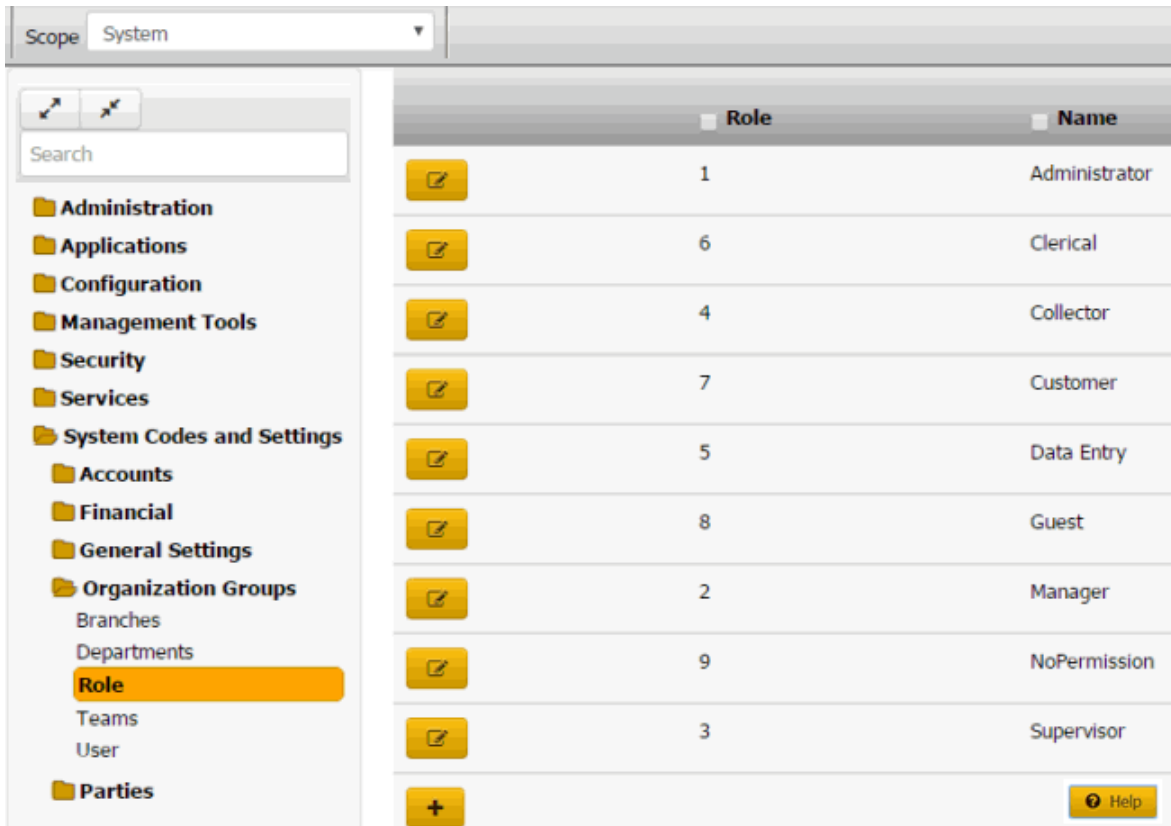 Scope System
Search
Administration
Applications
Configuration
Management Tools
Security
Services
System Codes and Settings
Accounts
Financial
General Settings
Organization Groups
Branches
Departments
Role
Teams
User
Parties
Role Name
1 Administrator
6 Clerical
4 Collector
7 Customer
5 Data Entry
8 Guest
2 Manager
9 NoPermission
3 Supervisor
Help